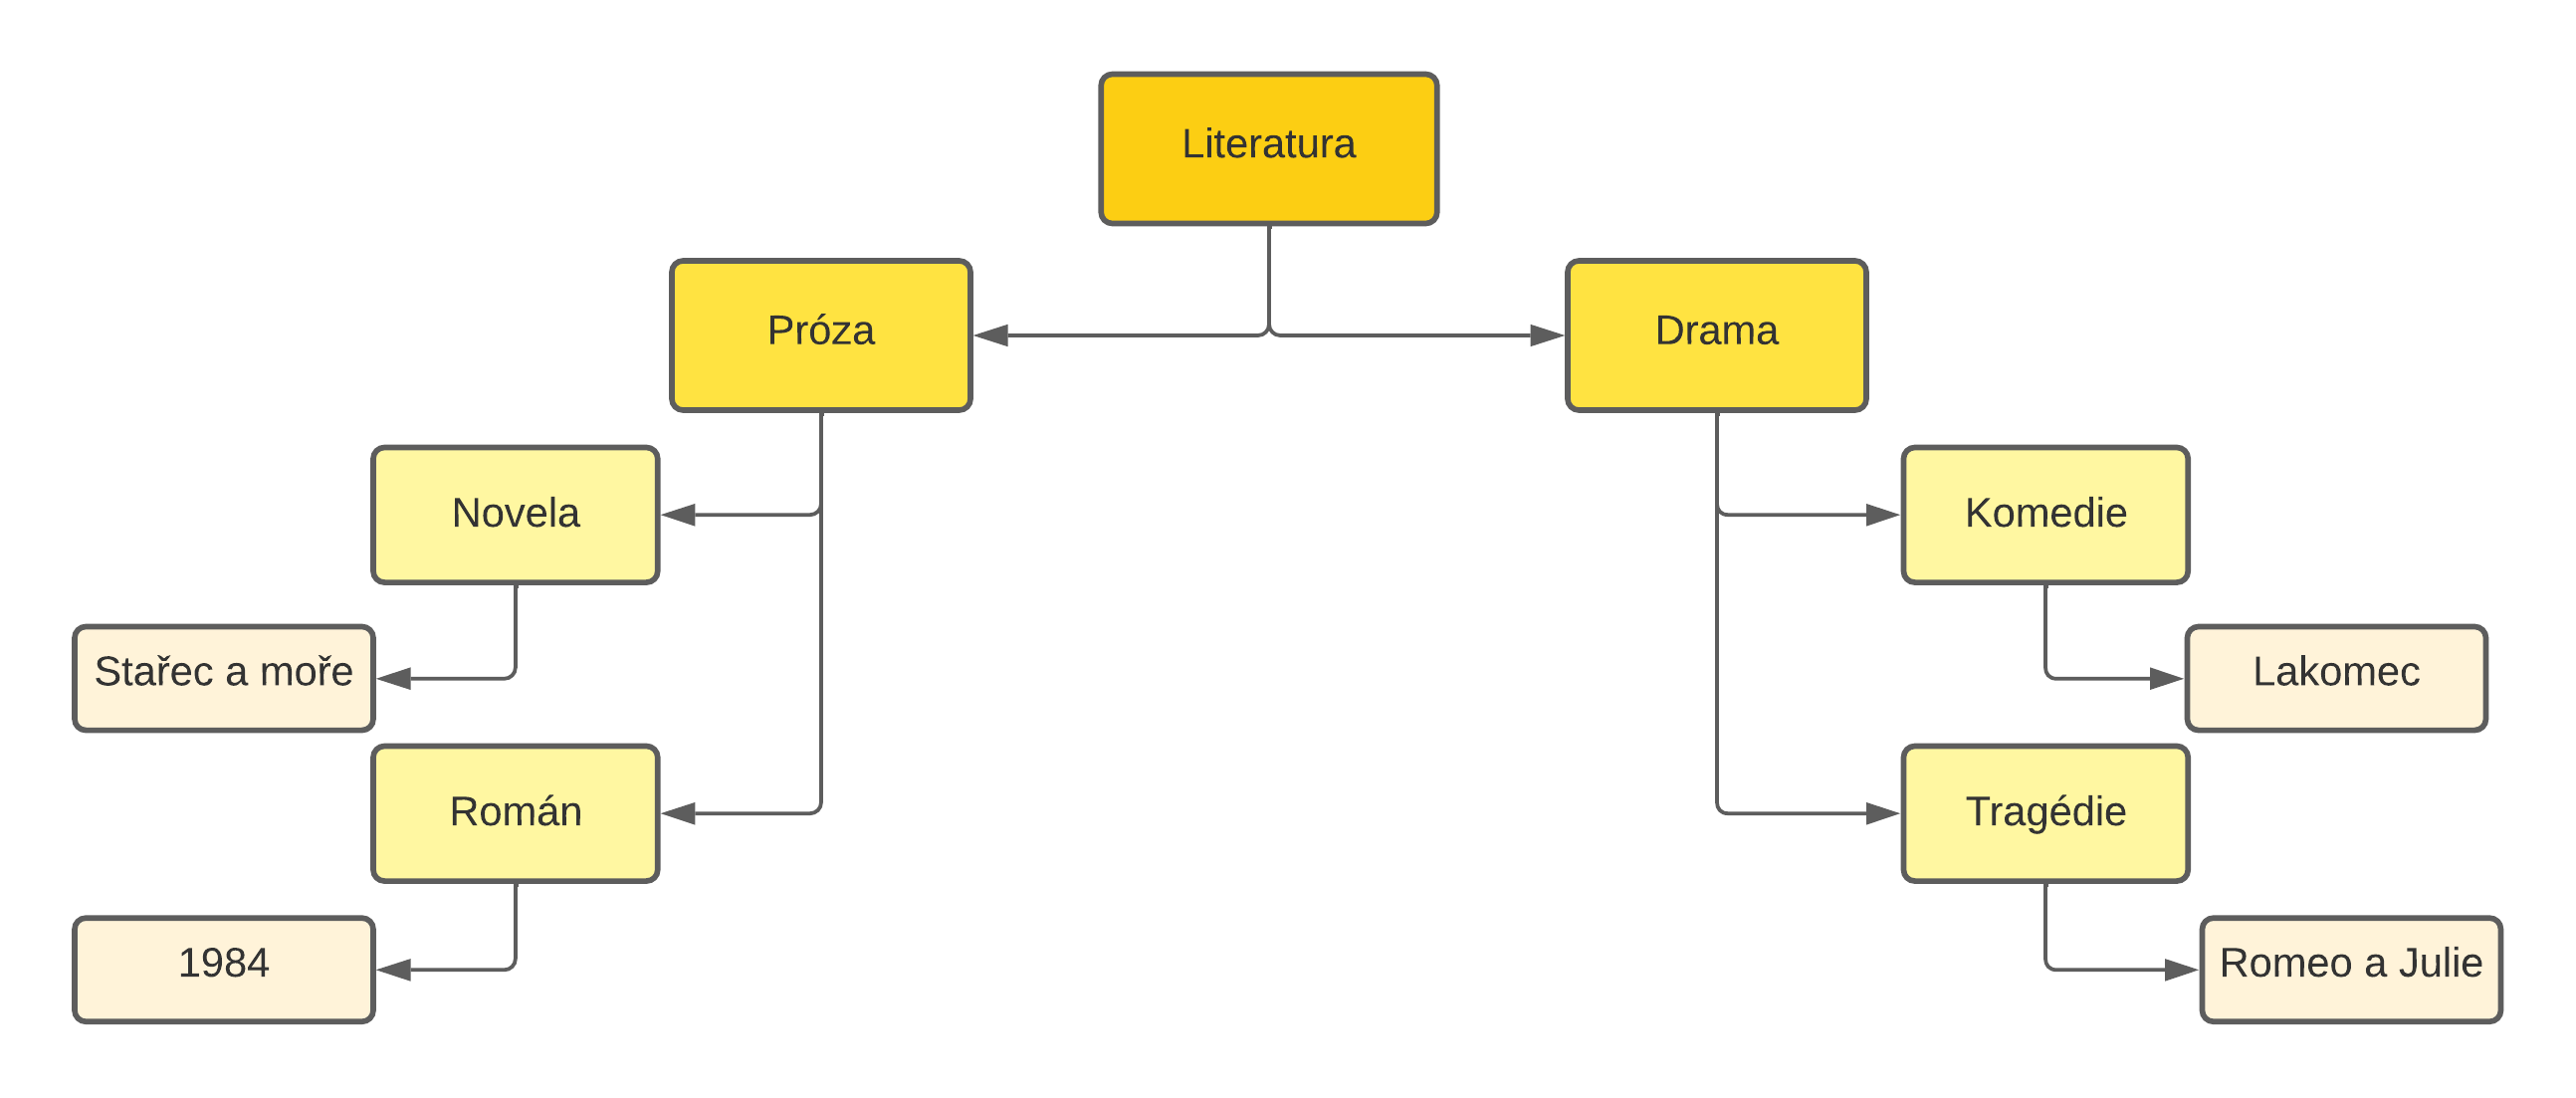 Literatura
Próza
Drama
Novela
Komedie
Stařec a moře
Lakomec
Román
Tragédie
1984
Romeo a Julie